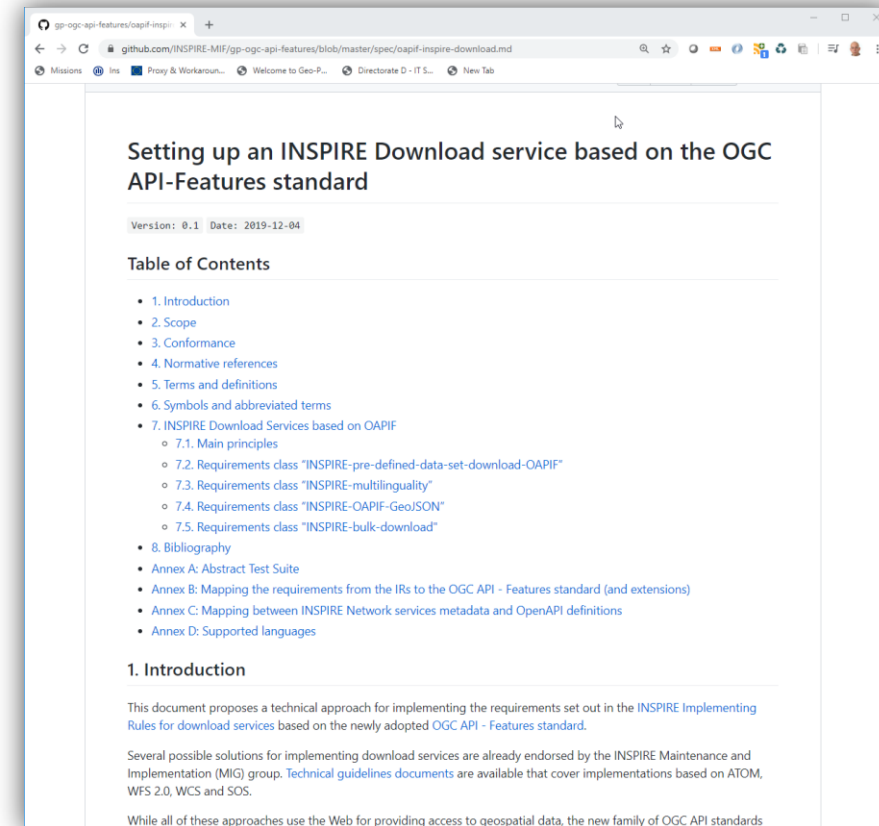 gp-ogc-api-features/oapif-inspir
github.com/INSPIRE-MIF/gp-ogc-api-features/blob/master/spec/oapif-inspire-download.md
Missions Ins Proxy & Workaroun... Welcome to Geo-P... Directorate D - IT S... New Tab
Setting up an INSPIRE Download service based on the OGC
API-Features standard
Version: 0.1 Date: 2019-12-04
Table of Contents
1. Introduction
2. Scope
3. Conformance
4. Normative references
5. Terms and definitions
6. Symbols and abbreviated terms
7. INSPIRE Download Services based on OAPIF
7.1. Main principles
7.2. Requirements class "INSPIRE-pre-defined-data-set-download-OAPIF"
7.3. Requirements class "INSPIRE-multilinguality"
7.4. Requirements class "INSPIRE-OAPIF-GeoJSON"
7.5. Requirements class "INSPIRE-bulk-download"
8. Bibliography
Annex A: Abstract Test Suite
Annex B: Mapping the requirements from the IRs to the OGC API - Features standard (and extensions)
Annex C: Mapping between INSPIRE Network services metadata and OpenAPI definitions
Annex D: Supported languages
1. Introduction
This document proposes a technical approach for implementing the requirements set out in the INSPIRE Implementing
Rules for download services based on the newly adopted OGC API - Features standard.
Several possible solutions for implementing download services are already endorsed by the INSPIRE Maintenance and
Implementation (MIG) group. Technical guidelines documents are available that cover implementations based on ATOM,
WFS 2.0, WCS and SOS.
While all of these approaches use the Web for providing access to geospatial data, the new family of OGC API standards